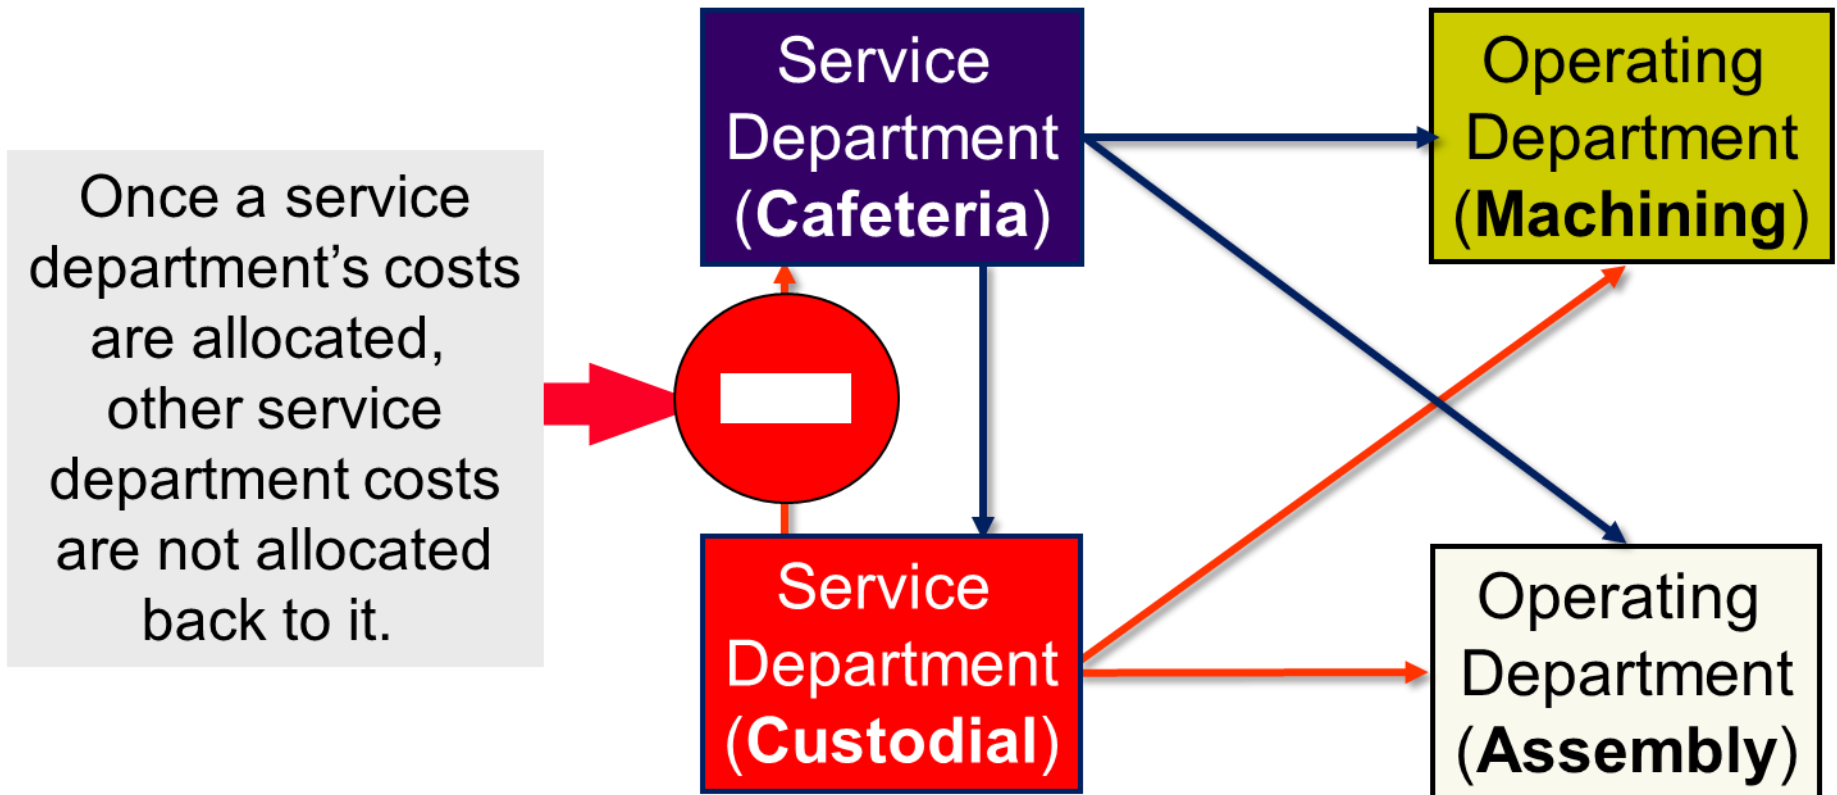 Once a service
department’s costs
are allocated,
other service
department costs
are not allocated
back to it.
Service
Department
(Cafeteria)
Operating
Department
(Machining)
Service
Department
(Custodial)
Operating
Department
(Assembly)